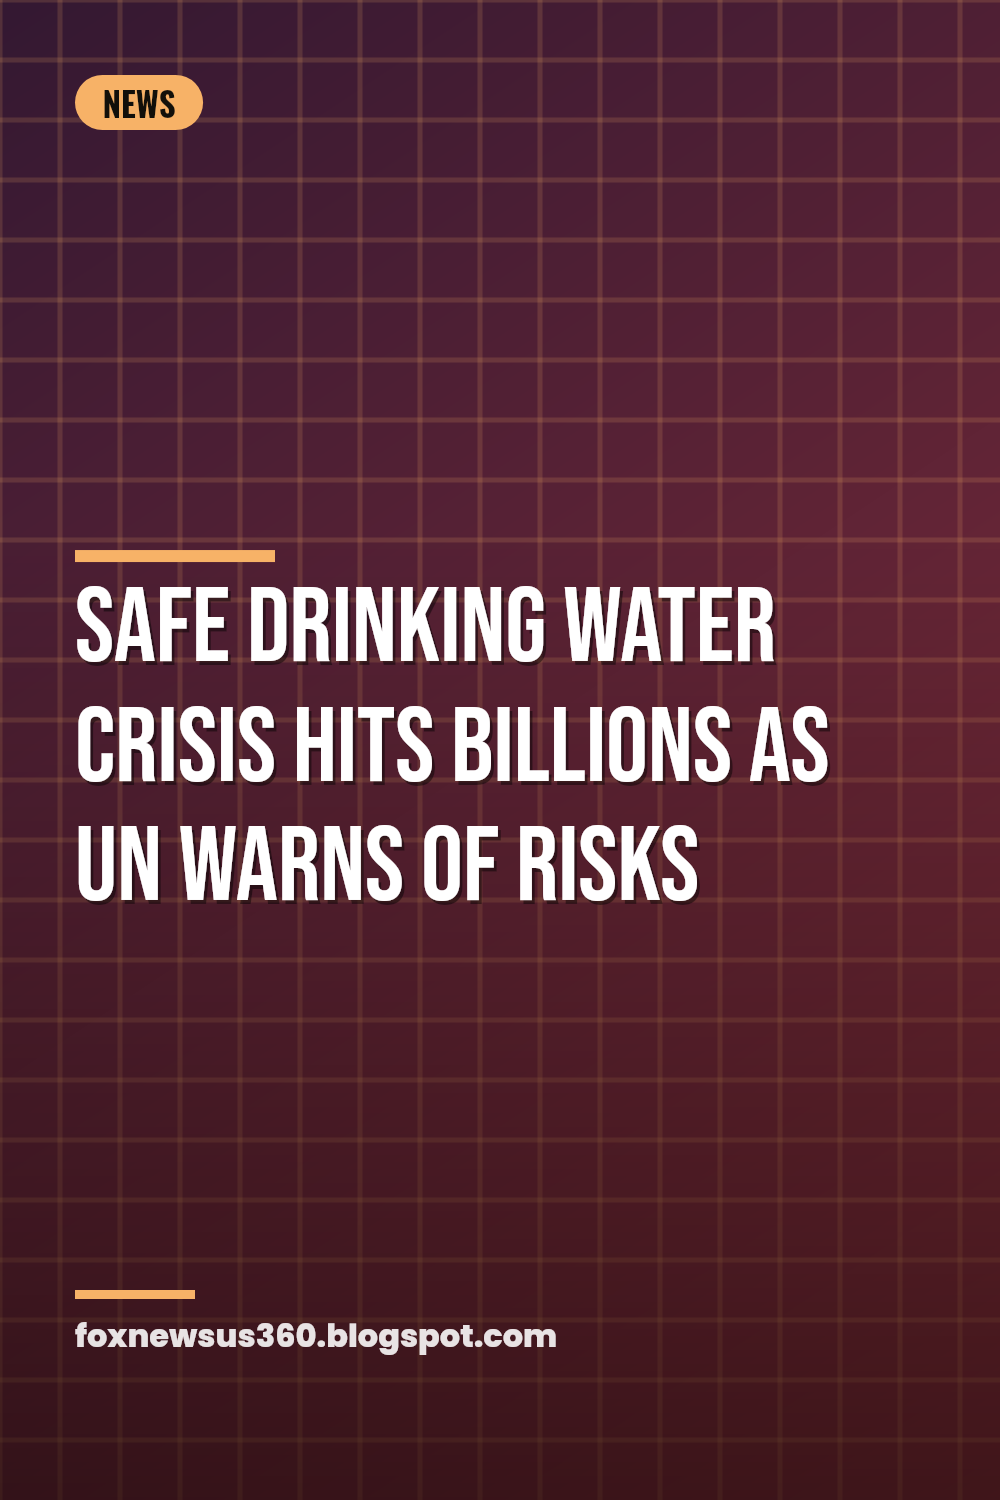 NEWS
SAFE DRINKING WATER
CRISIS HITS BILLIONS AS
UN WARNS OF RISKS
foxnewsus360.blogspot.com